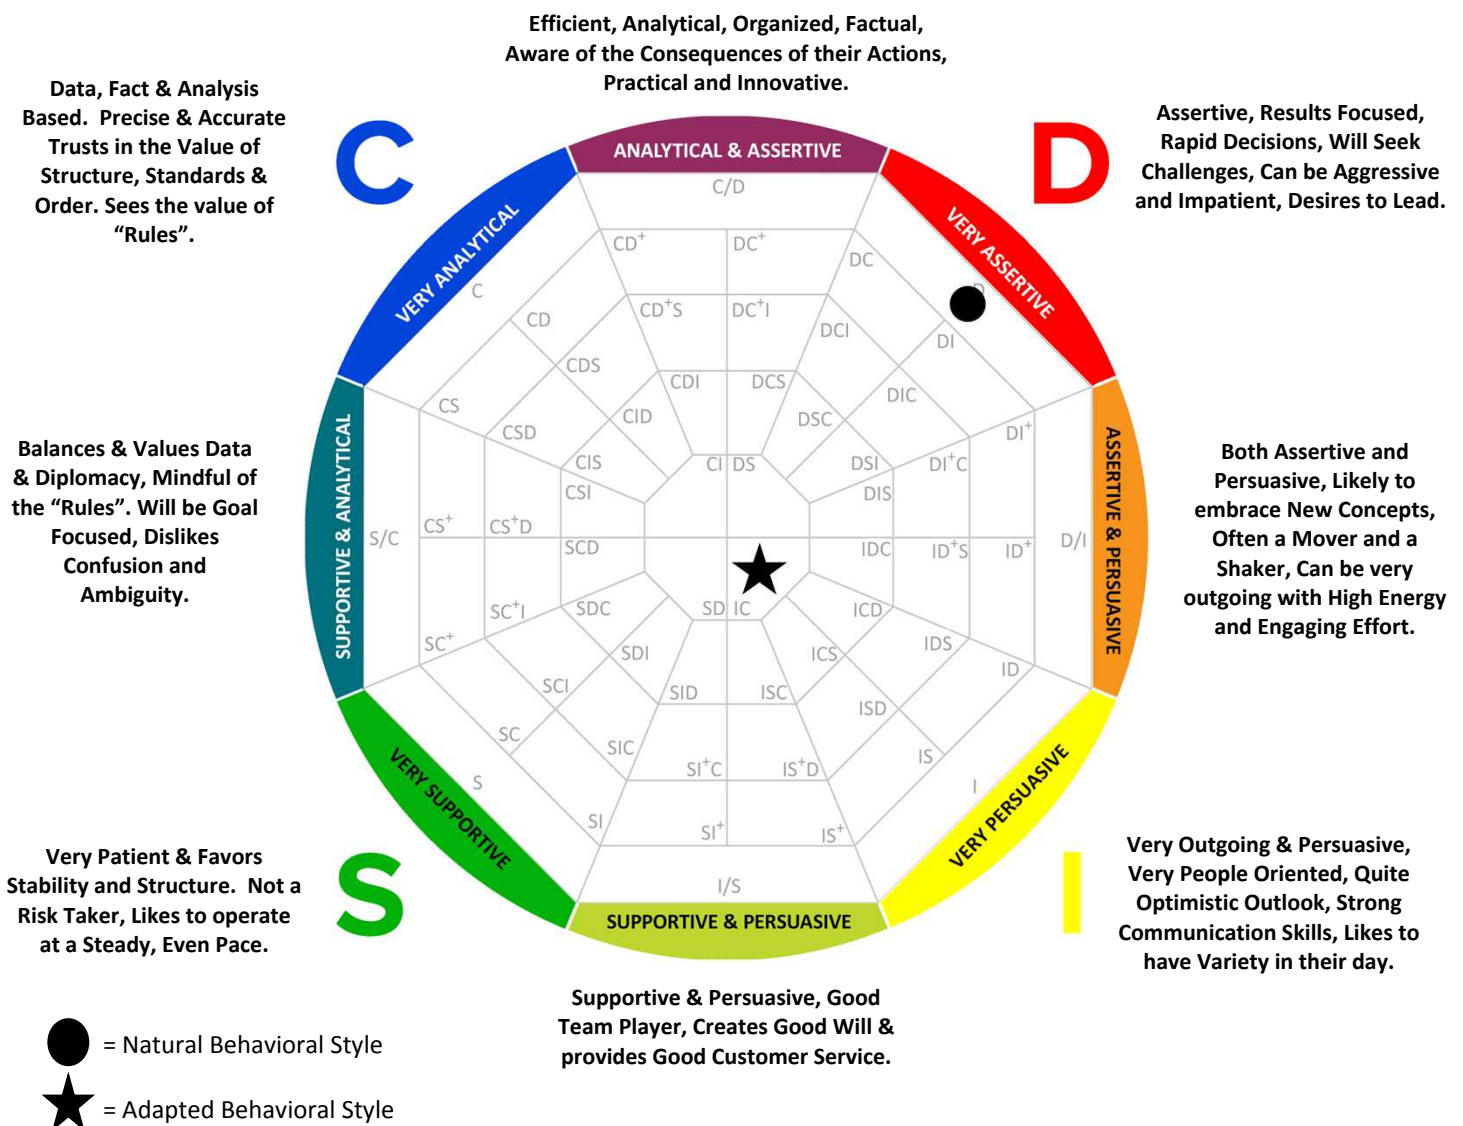 Efficient, Analytical, Organized, Factual,
Aware of the Consequences of their Actions,
Practical and Innovative.
Data, Fact & Analysis
Based.  Precise & Accurate
Trusts in the Value of
Structure, Standards &
Order. Sees the value of
“Rules”.
C
D
Assertive, Results Focused,
Rapid Decisions, Will Seek
Challenges, Can be Aggressive
and Impatient, Desires to Lead.
ANALYTICAL & ASSERTIVE
VERY ANALYTICAL
VERY ASSERTIVE
C/D
CD⁺
DC⁺
DC
C
D
CD
CD⁺S
DC⁺I
DCI
DI
CDS
CDI
DCS
DIC
CS
CID
DSC
CSD
DI⁺
CIS
CI
DS
DSI
DI⁺C
CSI
DIS
Balances & Values Data
& Diplomacy, Mindful of
the “Rules”. Will be Goal
Focused, Dislikes
Confusion and
Ambiguity.
SUPPORTIVE & ANALYTICAL
ASSERTIVE & PERSUASIVE
Both Assertive and
Persuasive, Likely to
embrace New Concepts,
Often a Mover and a
Shaker, Can be very
outgoing with High Energy
and Engaging Effort.
S/C
CS⁺
CS⁺D
SCD
IDC
ID⁺S
ID⁺
D/I
SC⁺I
SDC
SD
IC
ICD
SC⁺
SDI
ICS
IDS
ID
SCI
SID
ISC
ISD
SC
SIC
IS
S
SI⁺C
IS⁺D
I
SI
SI⁺
IS⁺
I/S
VERY SUPPORTIVE
VERY PERSUASIVE
SUPPORTIVE & PERSUASIVE
Very Patient & Favors
Stability and Structure.  Not a
Risk Taker, Likes to operate
at a Steady, Even Pace.
S
I
Very Outgoing & Persuasive,
Very People Oriented, Quite
Optimistic Outlook, Strong
Communication Skills, Likes to
have Variety in their day.
Supportive & Persuasive, Good
Team Player, Creates Good Will &
provides Good Customer Service.
= Natural Behavioral Style
= Adapted Behavioral Style